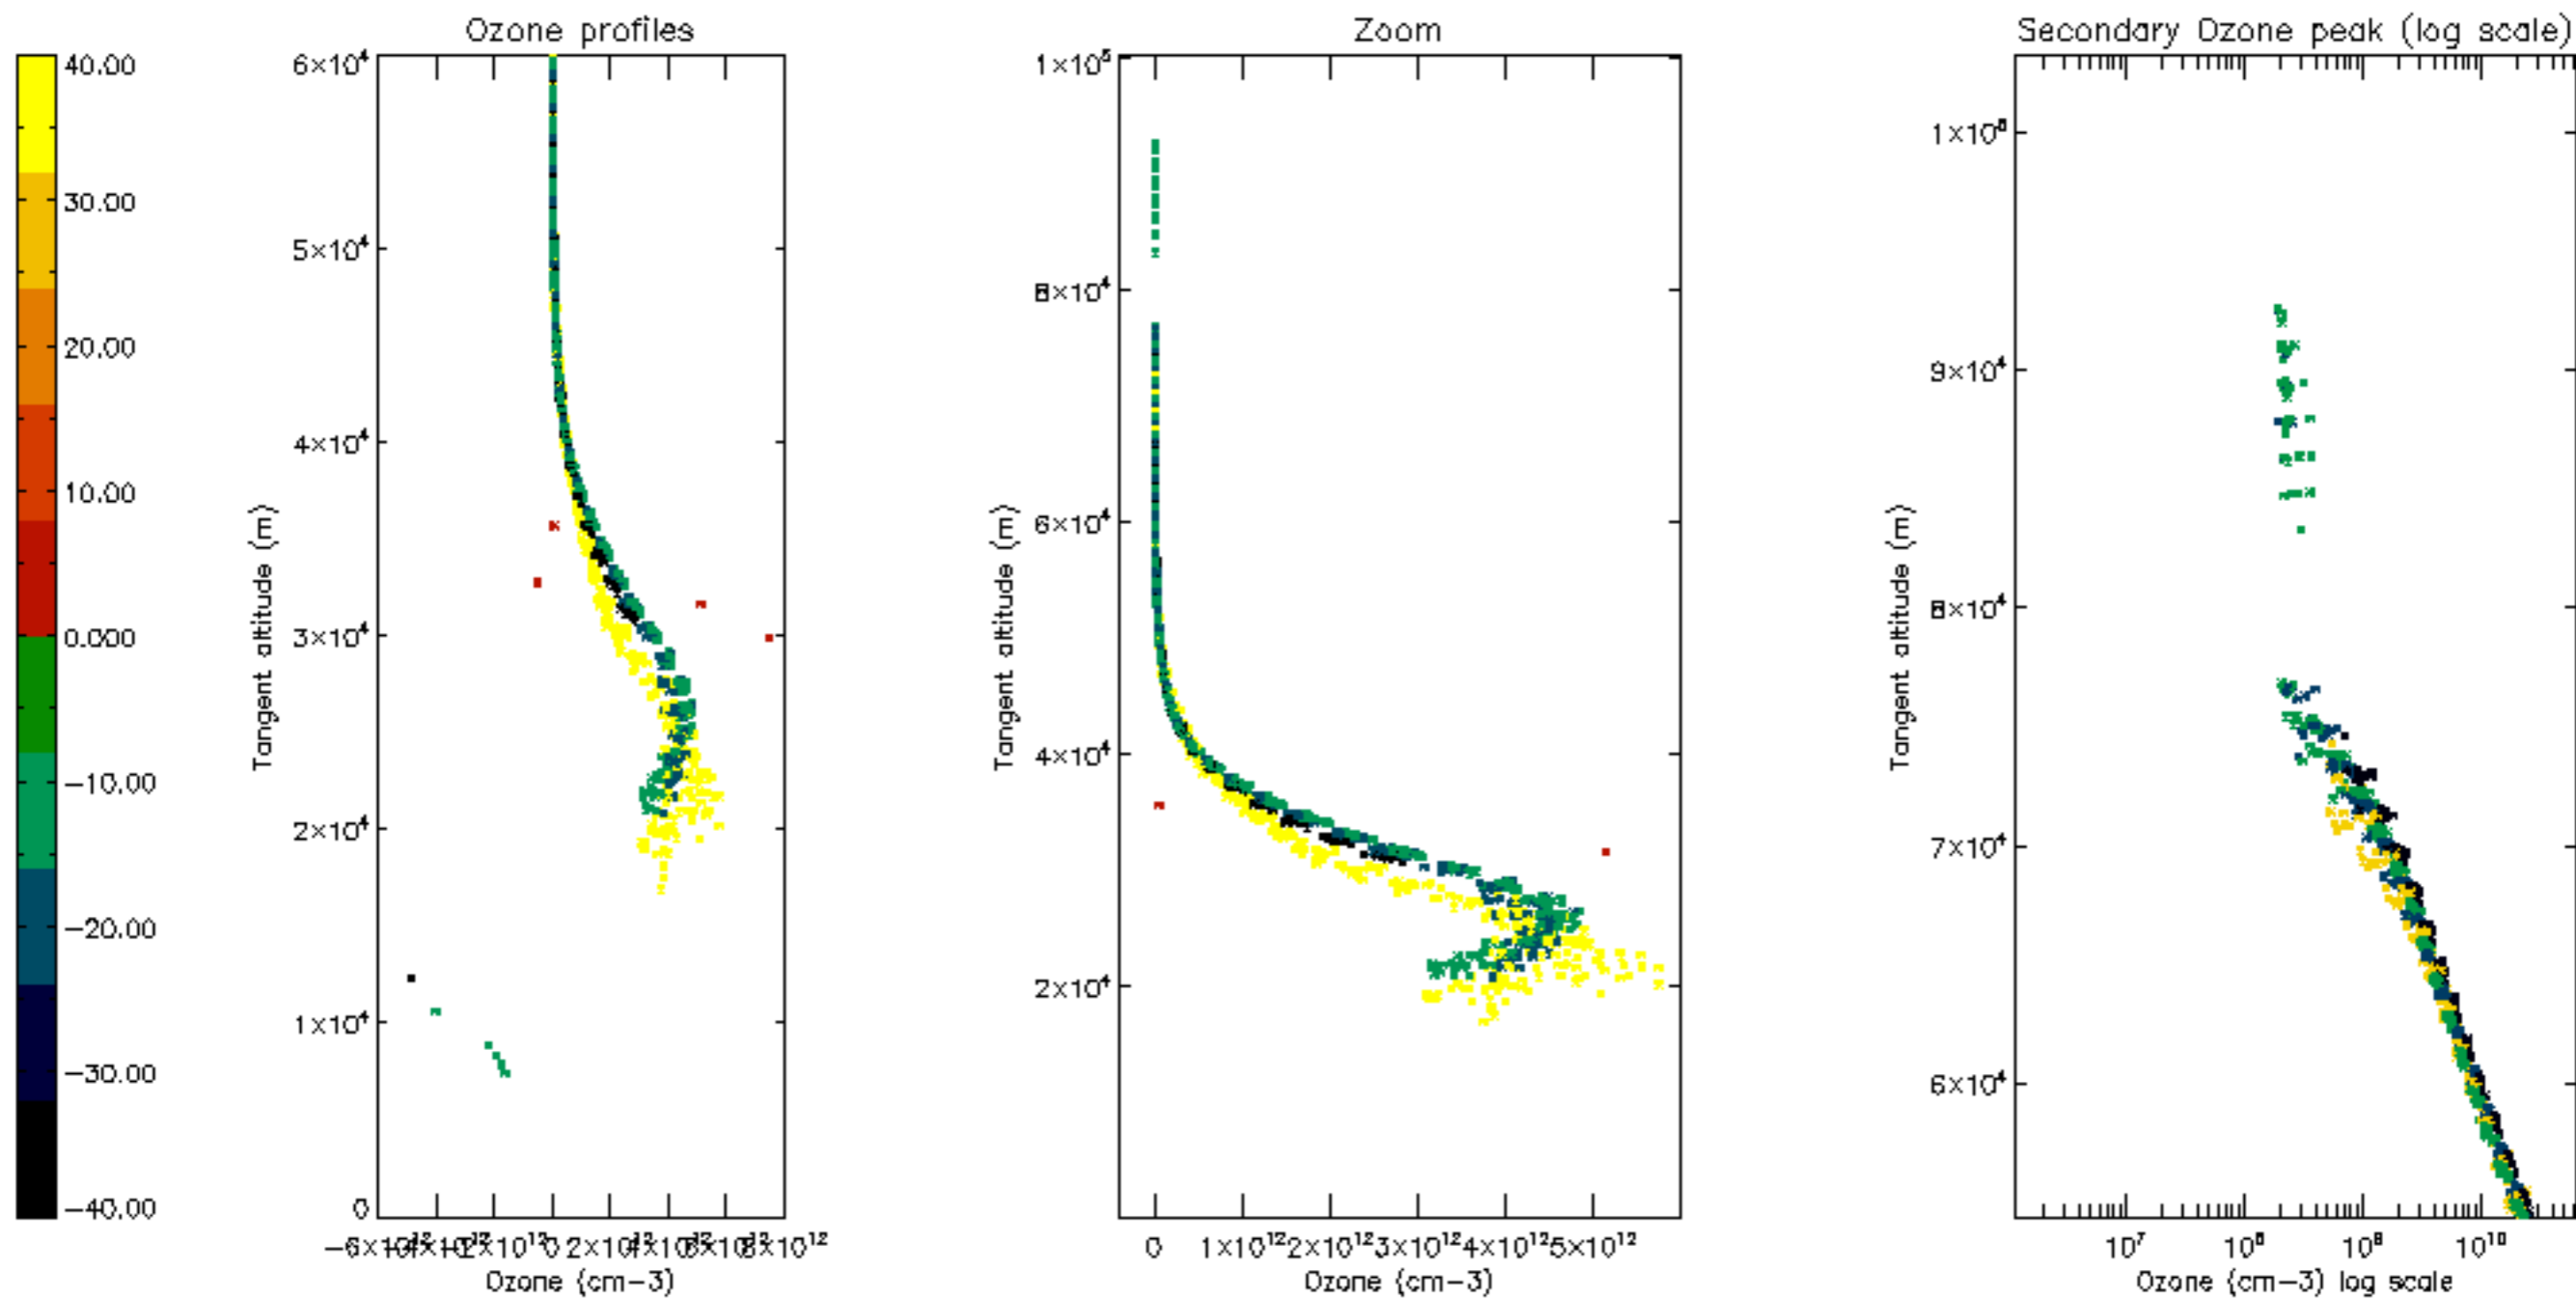 Ozone profiles
Zoom
Secondary Ozone peak (log scale)
40.00
30.00
20.00
10.00
-10.00
-20.00
-30.00
-40.00
6×10⁴
5×10⁴
4×10⁴
3×10⁴
2×10⁴
1×10⁴
0
Tangent altitude (m)
0
8×10¹²
Ozone (cm-3)
1×10⁵
8×10⁴
6×10⁴
4×10⁴
2×10⁴
Tangent altitude (m)
0 1×10¹² 2×10¹² 3×10¹² 4×10¹² 5×10¹²
Ozone (cm-3)
9×10⁴
8×10⁴
7×10⁴
6×10⁴
Tangent altitude (m)
10⁷ 10⁸ 10⁹ 10¹⁰
Ozone (cm-3) log scale